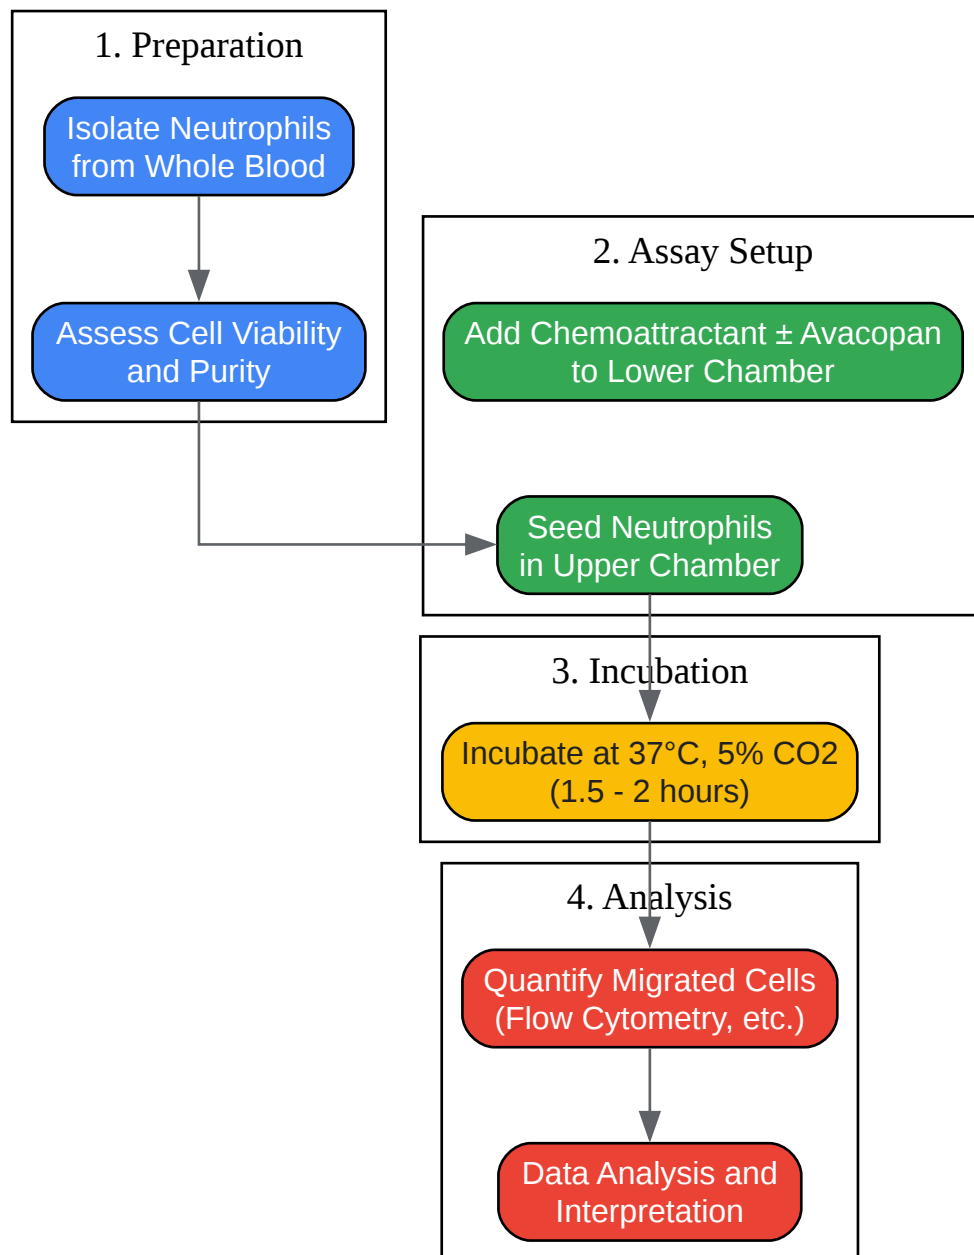 1. Preparation
Isolate Neutrophils
from Whole Blood
Assess Cell Viability
and Purity
2. Assay Setup
Add Chemoattractant ± Avacopan
to Lower Chamber
Seed Neutrophils
in Upper Chamber
3. Incubation
Incubate at 37°C, 5% CO2
(1.5 - 2 hours)
4. Analysis
Quantify Migrated Cells
(Flow Cytometry, etc.)
Data Analysis and
Interpretation